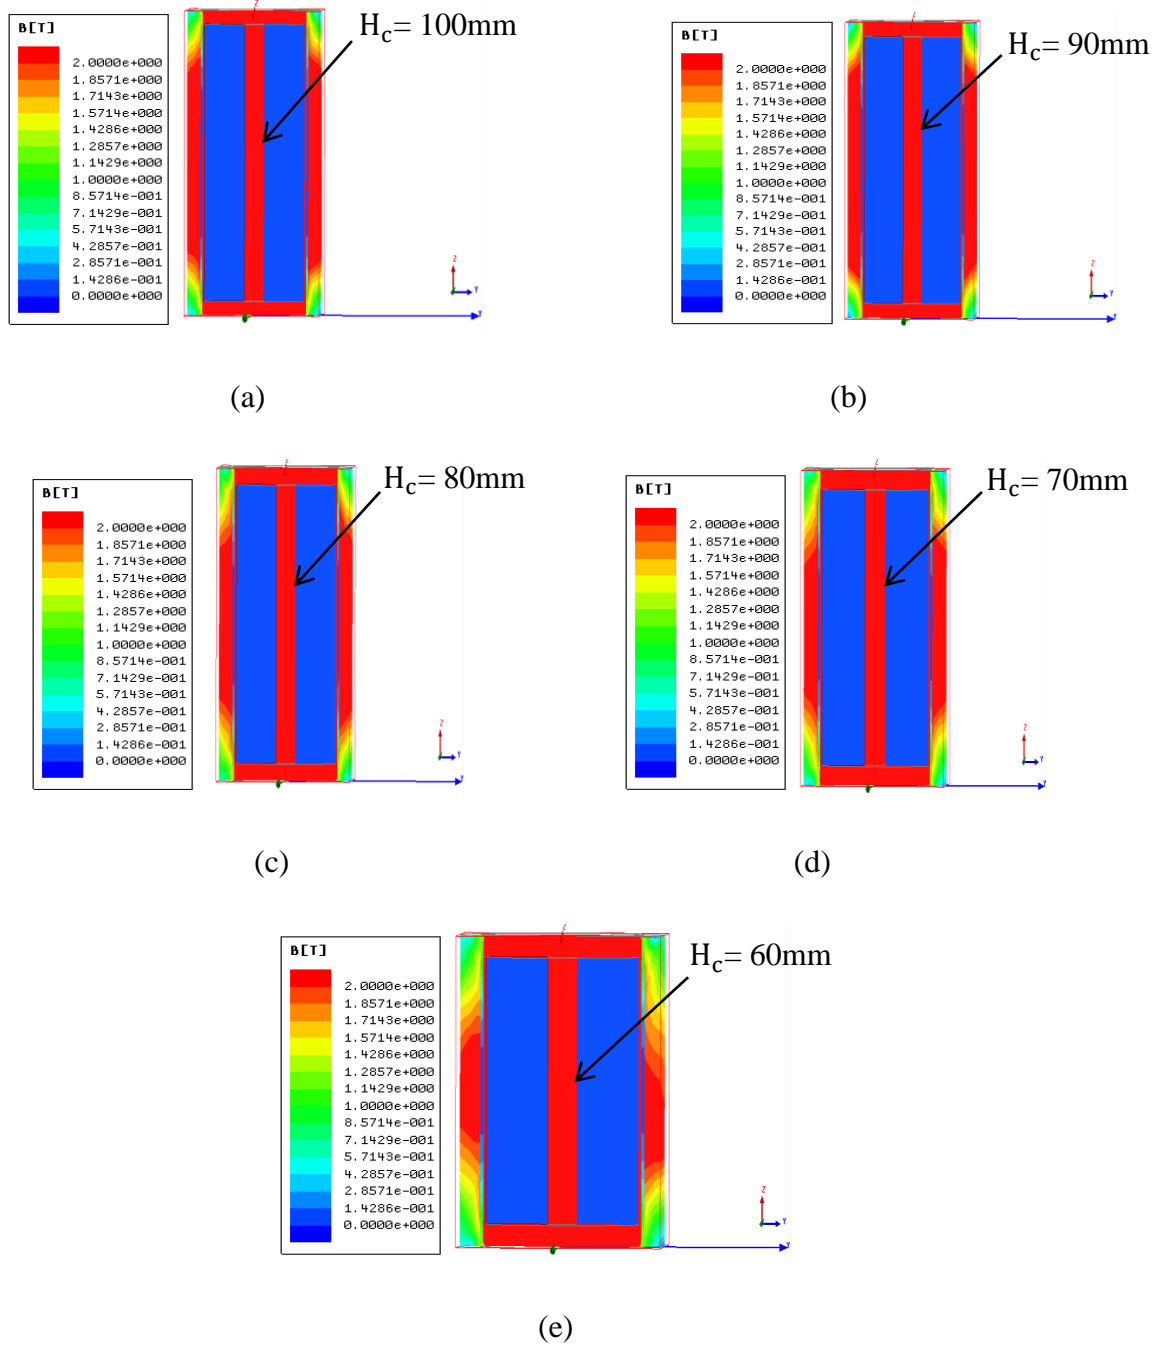 B[T]
2.0000e+000
1.8571e+000
1.7143e+000
1.5714e+000
1.4286e+000
1.2857e+000
1.1429e+000
1.0000e+000
8.5714e-001
7.1429e-001
5.7143e-001
4.2857e-001
2.8571e-001
1.4286e-001
0.0000e+000
Z
H_c= 100mm
Z
Y
Y
(a)
B[T]
2.0000e+000
1.8571e+000
1.7143e+000
1.5714e+000
1.4286e+000
1.2857e+000
1.1429e+000
1.0000e+000
8.5714e-001
7.1429e-001
5.7143e-001
4.2857e-001
2.8571e-001
1.4286e-001
0.0000e+000
H_c= 90mm
Z
Y
Y
(b)
B[T]
2.0000e+000
1.8571e+000
1.7143e+000
1.5714e+000
1.4286e+000
1.2857e+000
1.1429e+000
1.0000e+000
8.5714e-001
7.1429e-001
5.7143e-001
4.2857e-001
2.8571e-001
1.4286e-001
0.0000e+000
H_c= 80mm
Z
Y
Y
(c)
B[T]
2.0000e+000
1.8571e+000
1.7143e+000
1.5714e+000
1.4286e+000
1.2857e+000
1.1429e+000
1.0000e+000
8.5714e-001
7.1429e-001
5.7143e-001
4.2857e-001
2.8571e-001
1.4286e-001
0.0000e+000
H_c= 70mm
Z
Y
Y
(d)
B[T]
2.0000e+000
1.8571e+000
1.7143e+000
1.5714e+000
1.4286e+000
1.2857e+000
1.1429e+000
1.0000e+000
8.5714e-001
7.1429e-001
5.7143e-001
4.2857e-001
2.8571e-001
1.4286e-001
0.0000e+000
H_c= 60mm
Z
Y
Y
(e)